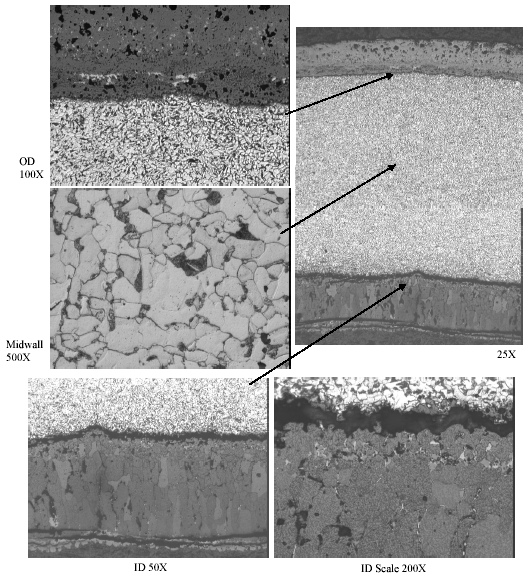 OD
100X
Midwall
500X
25X
ID 50X
ID Scale 200X